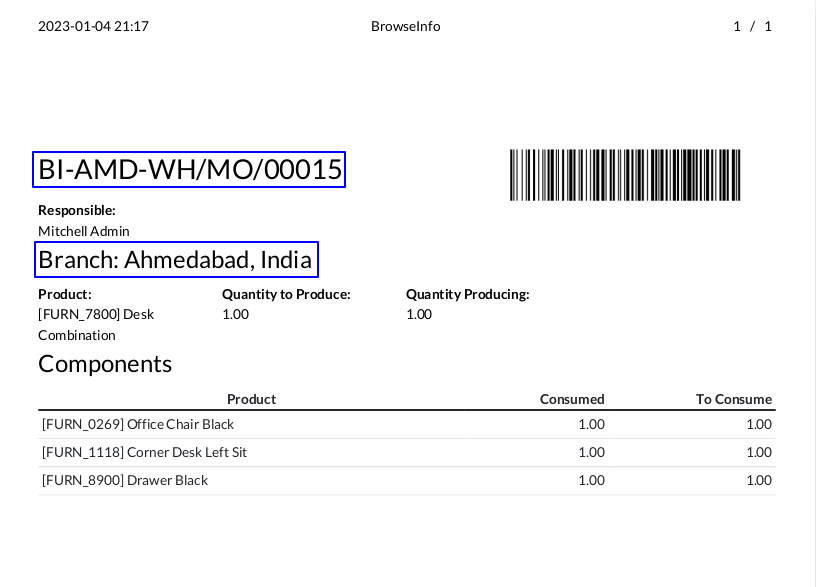 2023-01-04 21:17 BrowseInfo 1 / 1
BI-AMD-WH/MO/00015
Responsible:
Mitchell Admin
Branch: Ahmedabad, India
Product: Quantity to Produce: Quantity Producing:
[FURN_7800] Desk 1.00 1.00
Combination
Components
Product Consumed To Consume
[FURN_0269] Office Chair Black 1.00 1.00
[FURN_1118] Corner Desk Left Sit 1.00 1.00
[FURN_8900] Drawer Black 1.00 1.00